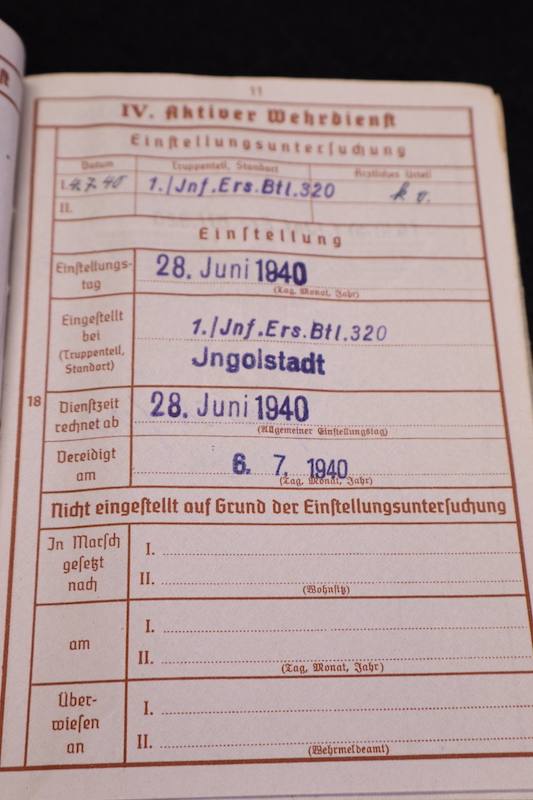 11
IV. Aktiver Wehrdienst
Einstellungsuntersuchung
Datum Truppenteil, Standort Ärztliches Urteil
I. 4.7.40 1./Jnf.Ers.Btl.320 k v.
II.
Einstellung
Einstellungs- 28. Juni 1940
tag (Tag, Monat, Jahr)
Eingestellt
bei 1./Jnf.Ers.Btl.320
(Truppenteil, Jngolstadt
Standort)
18 Dienstzeit 28. Juni 1940
rechnet ab (Allgemeiner Einstellungstag)
Vereidigt 6. 7. 1940
am (Tag, Monat, Jahr)
Nicht eingestellt auf Grund der Einstellungsuntersuchung
In Marsch I.
gesetzt
nach II.
(Wohnsitz)
I.
am
II.
(Tag, Monat, Jahr)
Über- I.
wiesen
an II.
(Wehrmeldeamt)